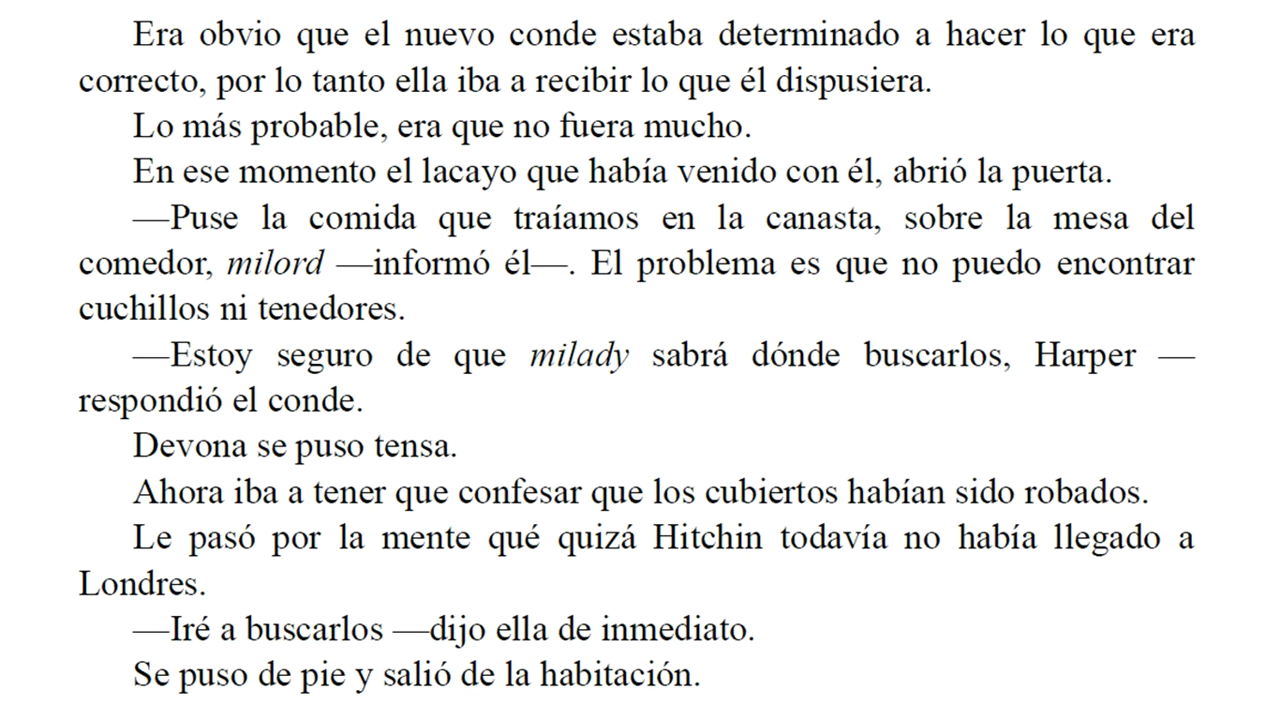 Era obvio que el nuevo conde estaba determinado a hacer lo que era
correcto, por lo tanto ella iba a recibir lo que él dispusiera.
Lo más probable, era que no fuera mucho.
En ese momento el lacayo que había venido con él, abrió la puerta.
—Puse la comida que traíamos en la canasta, sobre la mesa del
comedor, milord —informó él—. El problema es que no puedo encontrar
cuchillos ni tenedores.
—Estoy seguro de que milady sabrá dónde buscarlos, Harper —
respondió el conde.
Devona se puso tensa.
Ahora iba a tener que confesar que los cubiertos habían sido robados.
Le pasó por la mente qué quizá Hitchin todavía no había llegado a
Londres.
—Iré a buscarlos —dijo ella de inmediato.
Se puso de pie y salió de la habitación.